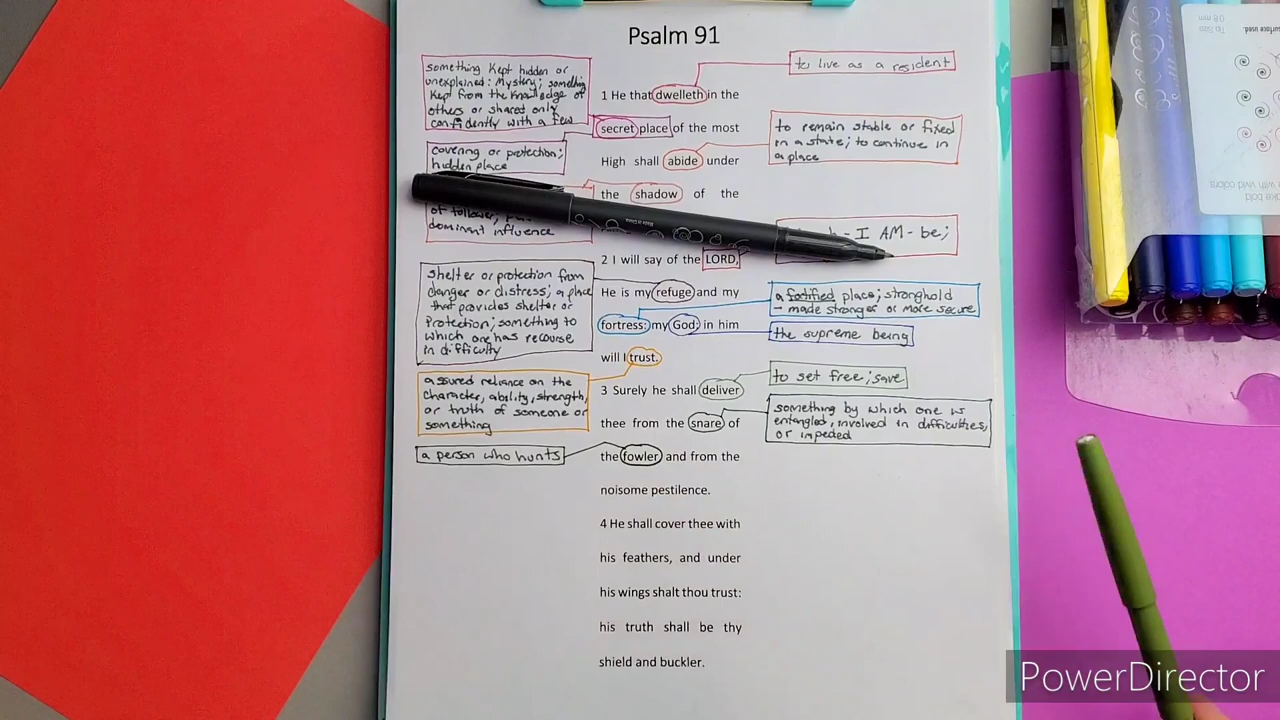 Psalm 91
something Kept hidden or
unexplained: Mystery; something
Kept from the Knowledge of
others or shared only
confidently with a few
to live as a resident
1 He that dwelleth in the
secret place of the most
High shall abide under
the shadow of the
covering or protection;
hidden place
to remain stable or fixed
in a state; to continue in
a place
of follower;
dominant influence
- I AM - be;
2 I will say of the LORD,
He is my refuge and my
fortress: my God; in him
will I trust.
shelter or protection from
danger or distress; a place
that provides shelter or
Protection; something to
which one has recourse
in difficulty
a fortified place; stronghold
- made stronger or more secure
the supreme being
assured reliance on the
character, ability, strength,
or truth of someone or
something
to set free; save
3 Surely he shall deliver
thee from the snare of
the fowler and from the
noisome pestilence.
something by which one is
entangled, involved in difficulties,
or impeded
a person who hunts
4 He shall cover thee with
his feathers, and under
his wings shalt thou trust:
his truth shall be thy
shield and buckler.
PowerDirector